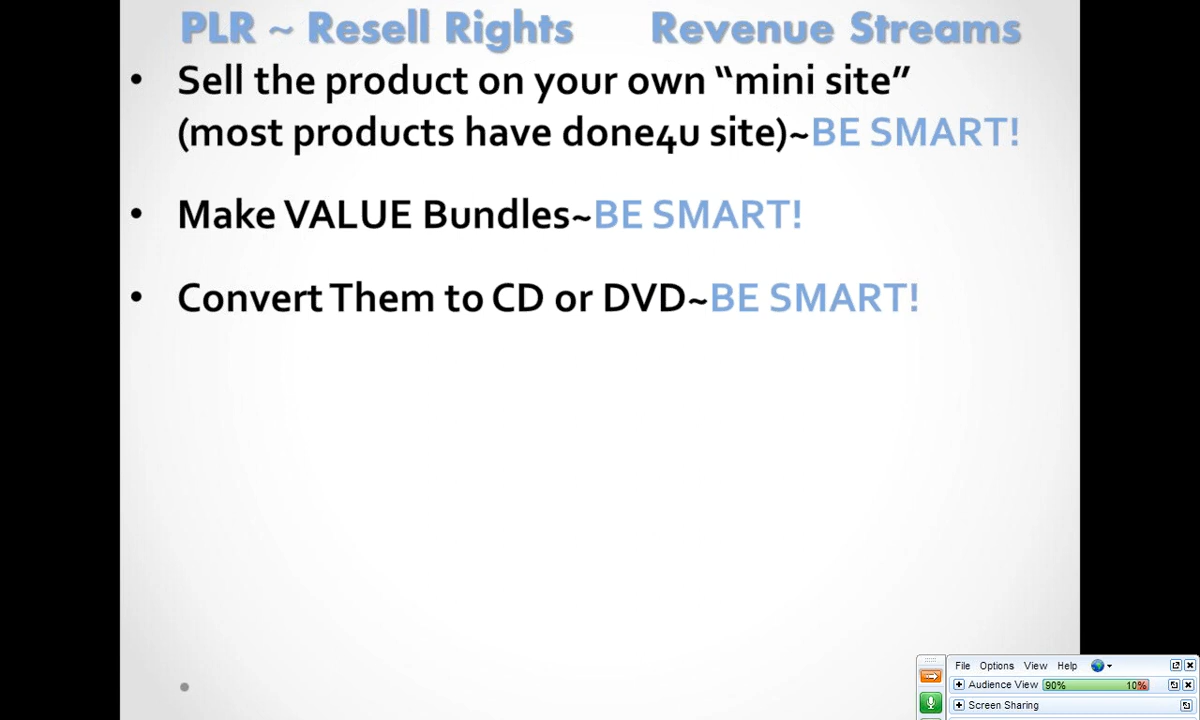 PLR ~ Resell Rights Revenue Streams
• Sell the product on your own “mini site”
(most products have done4u site)~BE SMART!
• Make VALUE Bundles~BE SMART!
• Convert Them to CD or DVD~BE SMART!
File Options View Help
Audience View 90% 10%
Screen Sharing